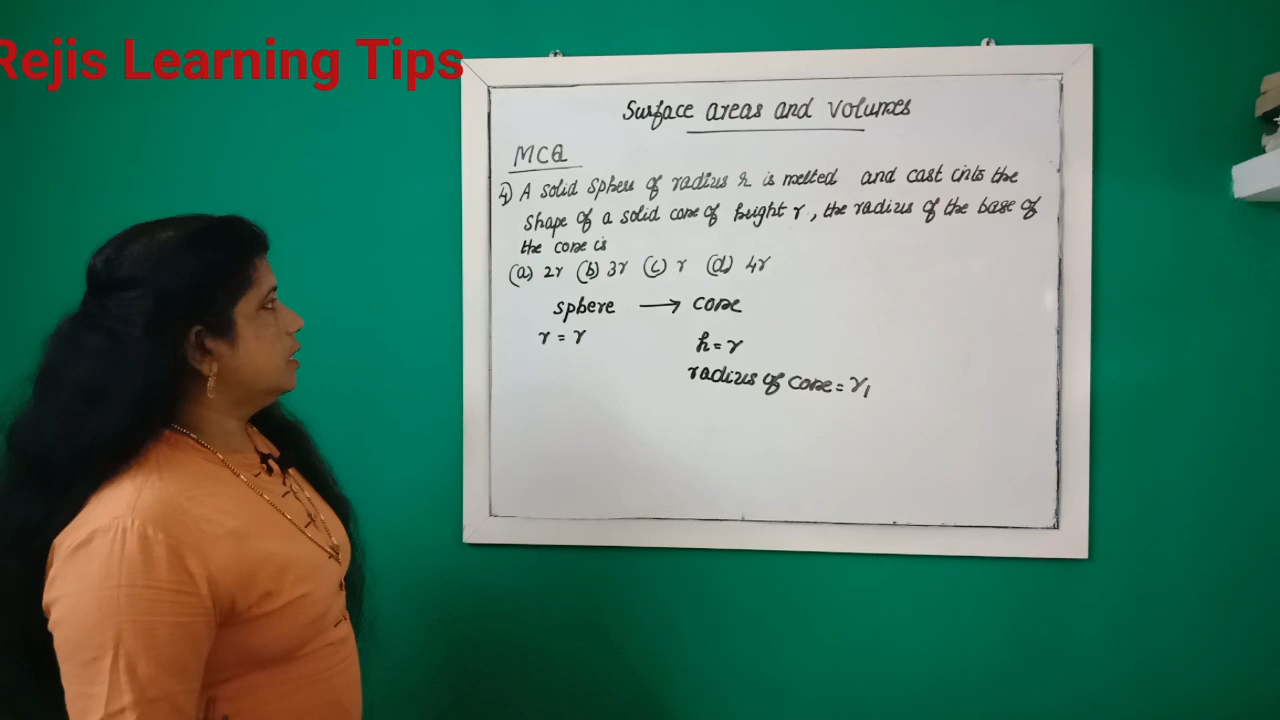 Rejis Learning Tips
Surface areas and volumes
MCQ
4) A solid sphere of radius r is melted and cast into the
shape of a solid cone of height r, the radius of the base of
the cone is
(a) 2r (b) 3r (c) r (d) 4r
sphere → cone
r = r
h = r
radius of cone = r₁